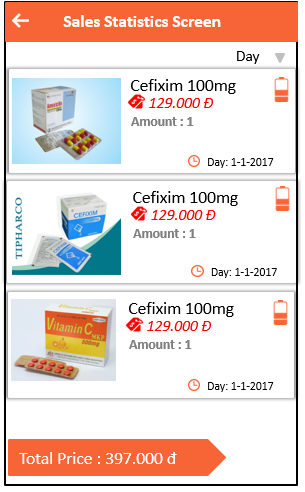 Sales Statistics Screen
Day
Cefixim 100mg
129.000 Đ
Amount : 1
Day: 1-1-2017
TIPHARCO
CEFIXIM
Cefixim 100mg
129.000 Đ
Amount : 1
Day: 1-1-2017
Vitamin C
500mg
Cefixim 100mg
129.000 Đ
Amount : 1
Day: 1-1-2017
Total Price : 397.000 đ